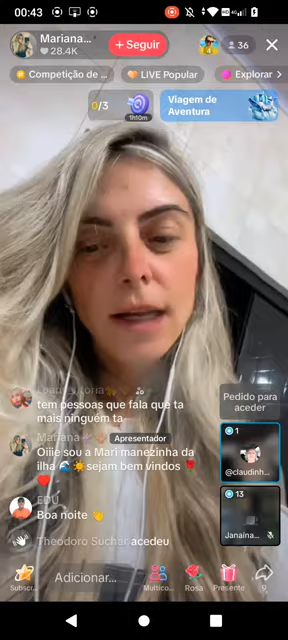 00:43
Mariana...
28.4K
+ Seguir
36
Competição de ...
LIVE Popular
Explorar
0/3
1h10m
Viagem de
Aventura
tem pessoas que fala que ta
mais ninguém ta
Mariana
Apresentador
Oiiie sou a Mari manezinha da
ilha 🌊☀️sejam bem vindos 🌹
❤️
EDU
Boa noite 👋
Theodoro Suchar acedeu
Pedido para
aceder
1
@claudinh...
13
Janaína...
Subscr...
Adicionar...
Multico...
Rosa
Presente
9